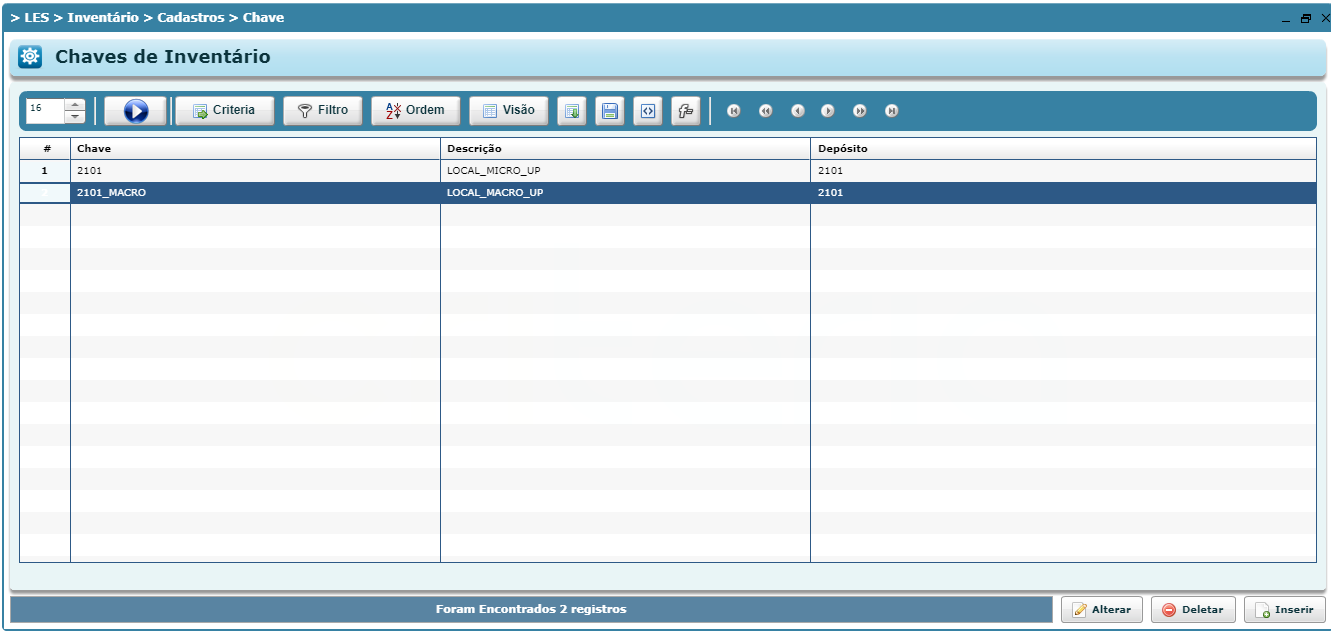 > LES > Inventário > Cadastros > Chave
Chaves de Inventário
16 Criteria Filtro Ordem Visão
# Chave Descrição Depósito
1 2101 LOCAL_MICRO_UP 2101
2 2101_MACRO LOCAL_MACRO_UP 2101
Foram Encontrados 2 registros Alterar Deletar Inserir